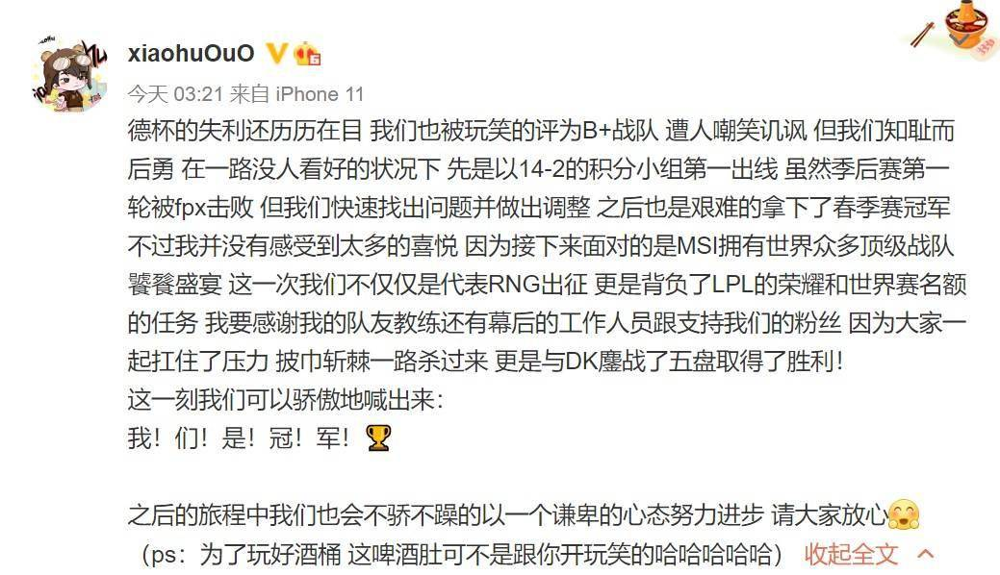 xiaohuOuO
今天 03:21 来自 iPhone 11
德杯的失利还历历在目 我们也被玩笑的评为B+战队 遭人嘲笑讥讽 但我们知耻而
后勇 在一路没人看好的状况下 先是以14-2的积分小组第一出线 虽然季后赛第一
轮被fpx击败 但我们快速找出问题并做出调整 之后也是艰难的拿下了春季赛冠军
不过我并没有感受到太多的喜悦 因为接下来面对的是MSI拥有世界众多顶级战队
饕餮盛宴 这一次我们不仅仅是代表RNG出征 更是背负了LPL的荣耀和世界赛名额
的任务 我要感谢我的队友教练还有幕后的工作人员跟支持我们的粉丝 因为大家一
起扛住了压力 披巾斩棘一路杀过来 更是与DK鏖战了五盘取得了胜利！
这一刻我们可以骄傲地喊出来：
我！们！是！冠！军！🏆
之后的旅程中我们也会不骄不躁的以一个谦卑的心态努力进步 请大家放心
（ps：为了玩好酒桶 这啤酒肚可不是跟你开玩笑的哈哈哈哈哈） 收起全文